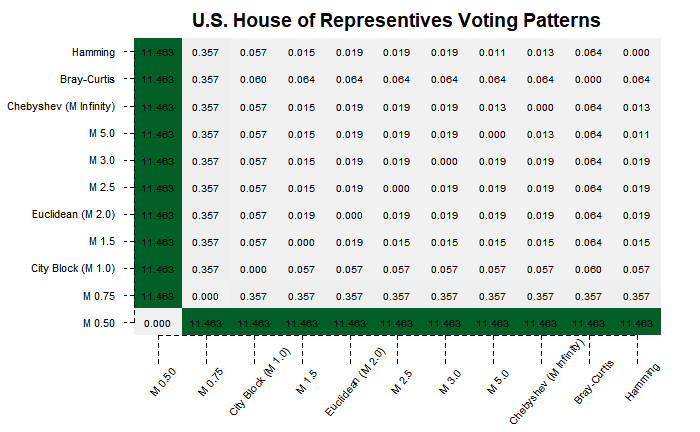 U.S. House of Representives Voting Patterns
Hamming 11.463 0.357 0.057 0.015 0.019 0.019 0.019 0.011 0.013 0.064 0.000
Bray-Curtis 11.463 0.357 0.060 0.064 0.064 0.064 0.064 0.064 0.064 0.000 0.064
Chebyshev (M Infinity) 11.463 0.357 0.057 0.015 0.019 0.019 0.019 0.013 0.000 0.064 0.013
M 5.0 11.463 0.357 0.057 0.015 0.019 0.019 0.019 0.000 0.013 0.064 0.011
M 3.0 11.463 0.357 0.057 0.015 0.019 0.019 0.000 0.019 0.019 0.064 0.019
M 2.5 11.463 0.357 0.057 0.015 0.019 0.000 0.019 0.019 0.019 0.064 0.019
Euclidean (M 2.0) 11.463 0.357 0.057 0.019 0.000 0.019 0.019 0.019 0.019 0.064 0.019
M 1.5 11.463 0.357 0.057 0.000 0.019 0.015 0.015 0.015 0.015 0.064 0.015
City Block (M 1.0) 11.463 0.357 0.000 0.057 0.057 0.057 0.057 0.057 0.057 0.060 0.057
M 0.75 11.463 0.000 0.357 0.357 0.357 0.357 0.357 0.357 0.357 0.357 0.357
M 0.50 0.000 11.463 11.463 11.463 11.463 11.463 11.463 11.463 11.463 11.463 11.463
M 0.50
M 0.75
City Block (M 1.0)
M 1.5
Euclidean (M 2.0)
M 2.5
M 3.0
M 5.0
Chebyshev (M Infinity)
Bray-Curtis
Hamming